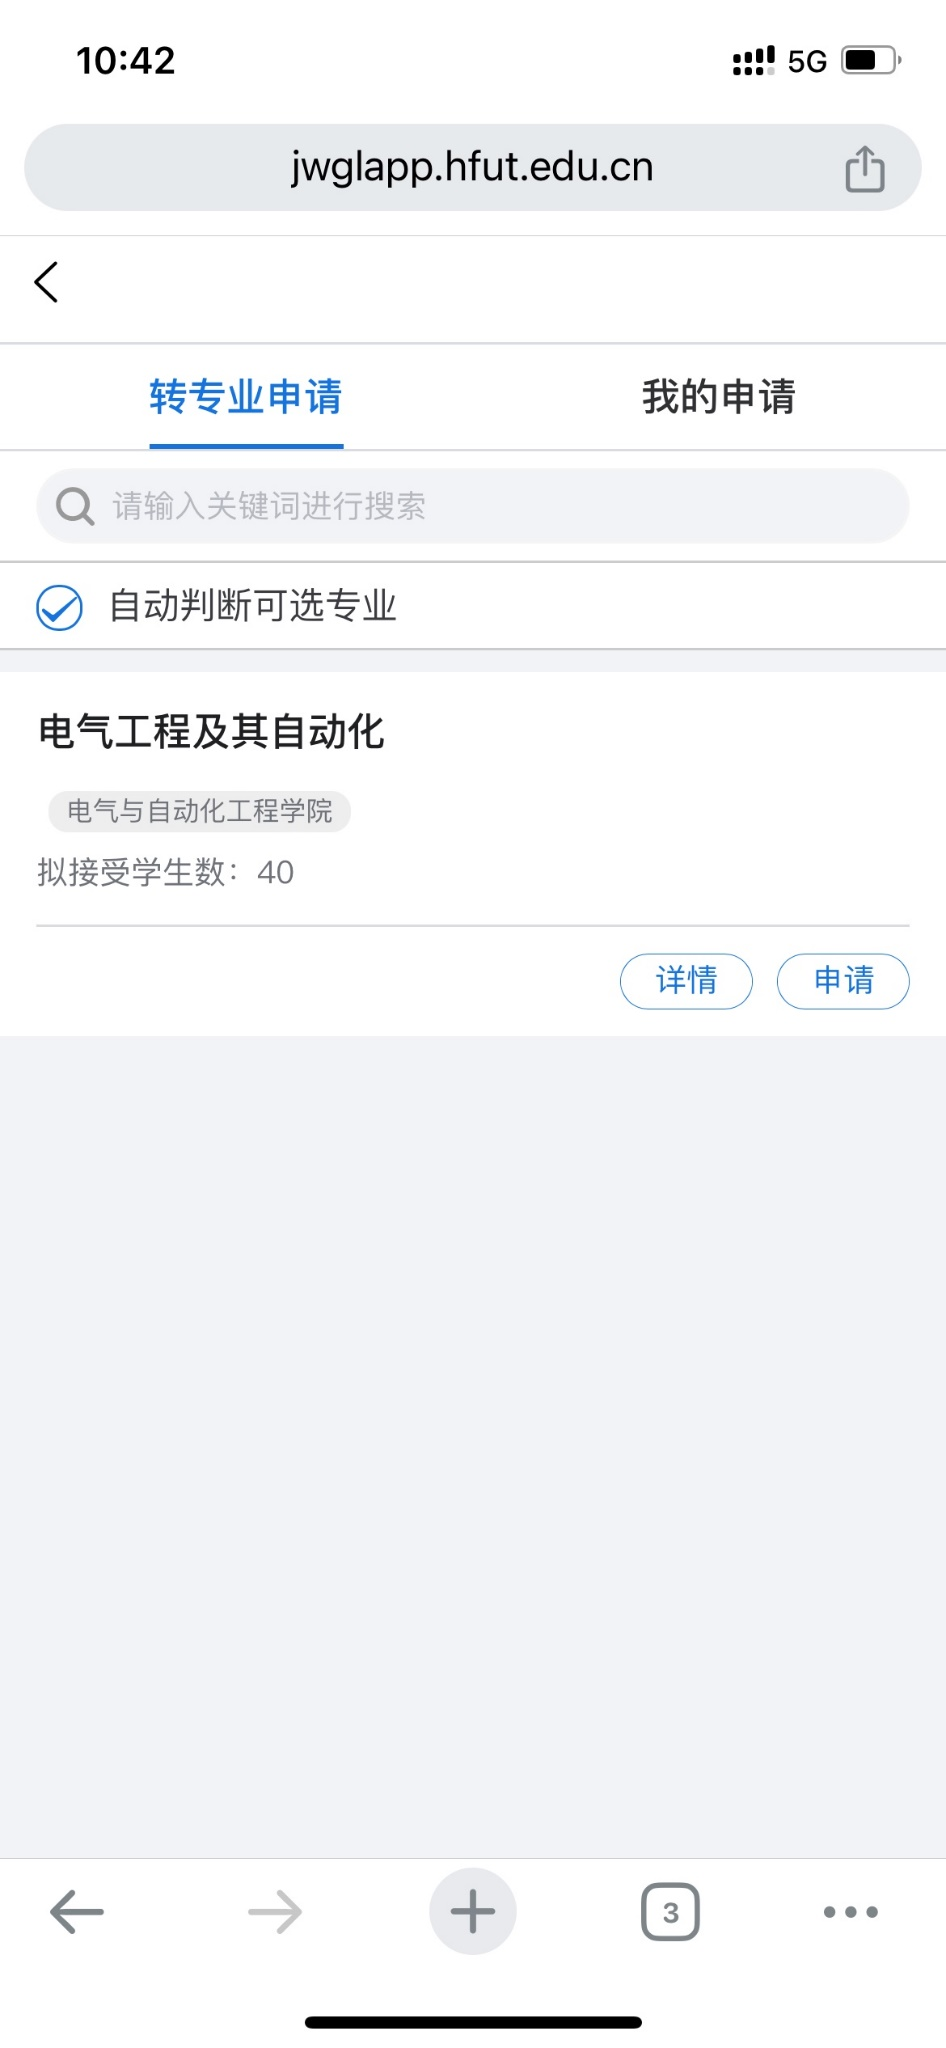 10:42
5G
jwglapp.hfut.edu.cn
转专业申请
我的申请
请输入关键词进行搜索
自动判断可选专业
电气工程及其自动化
电气与自动化工程学院
拟接受学生数：40
详情
申请
3